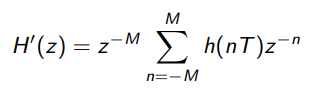 H′(z) = z^{-M} \sum_{n=-M}^{M} h(nT)z^{-n}